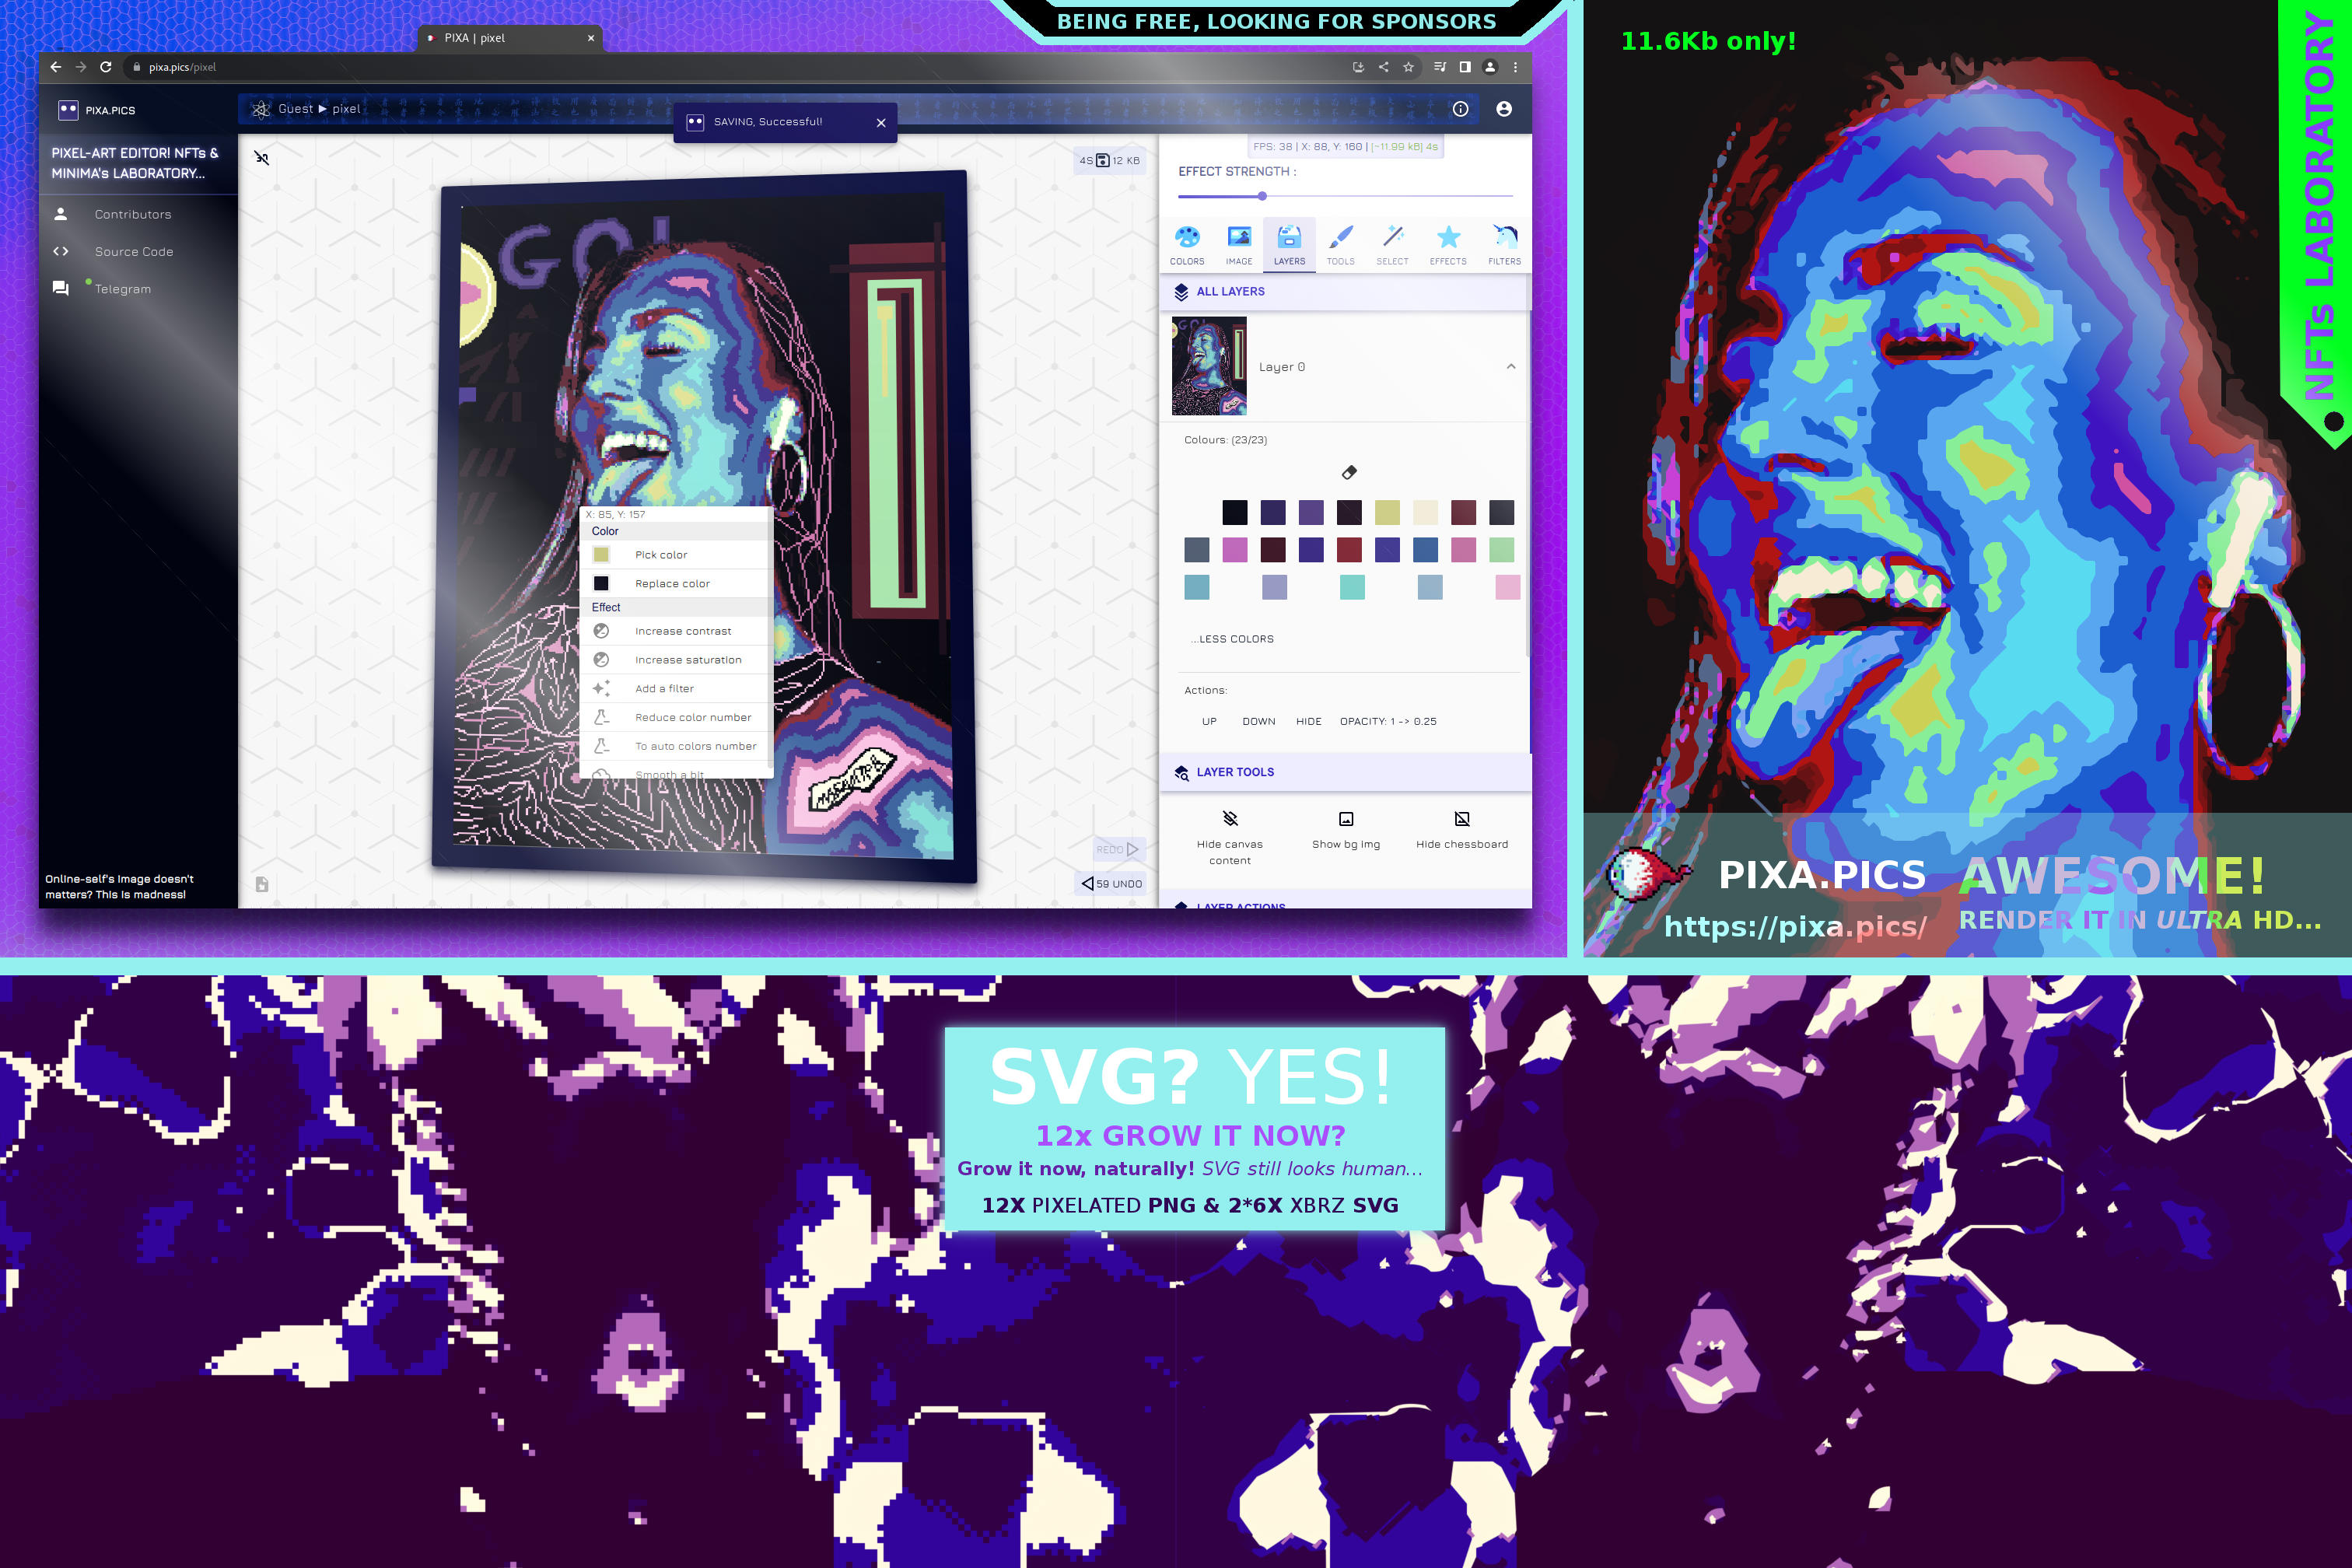 BEING FREE, LOOKING FOR SPONSORS
PIXA | pixel
pixa.pics/pixel
PIXA.PICS
Guest ► pixel
SAVING, Successful!
PIXEL-ART EDITOR! NFTs &
MINIMA's LABORATORY...
Contributors
Source Code
Telegram
Online-self's image doesn't
matters? This is madness!
4S 12 KB
GO
X: 85, Y: 157
Color
Pick color
Replace color
Effect
Increase contrast
Increase saturation
Add a filter
Reduce color number
To auto colors number
Smooth a bit
REDO
59 UNDO
FPS: 38 | X: 88, Y: 160 | [~11.99 kB] 4s
EFFECT STRENGTH :
COLORS IMAGE LAYERS TOOLS SELECT EFFECTS FILTERS
ALL LAYERS
Layer 0
Colours: (23/23)
...LESS COLORS
Actions:
UP DOWN HIDE OPACITY: 1 -> 0.25
LAYER TOOLS
Hide canvas
content
Show bg img
Hide chessboard
LAYER ACTIONS
11.6Kb only!
NFTs LABORATORY
PIXA.PICS
https://pixa.pics/
AWESOME!
RENDER IT IN ULTRA HD...
SVG? YES!
12x GROW IT NOW?
Grow it now, naturally! SVG still looks human...
12X PIXELATED PNG & 2*6X XBRZ SVG